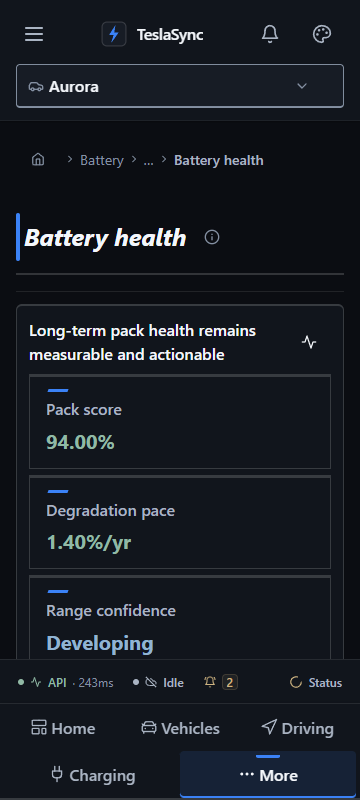 TeslaSync
Aurora
Battery ... Battery health
Battery health
Long-term pack health remains
measurable and actionable
Pack score
94.00%
Degradation pace
1.40%/yr
Range confidence
Developing
API · 243ms Idle 2 Status
Home Vehicles Driving
Charging ... More